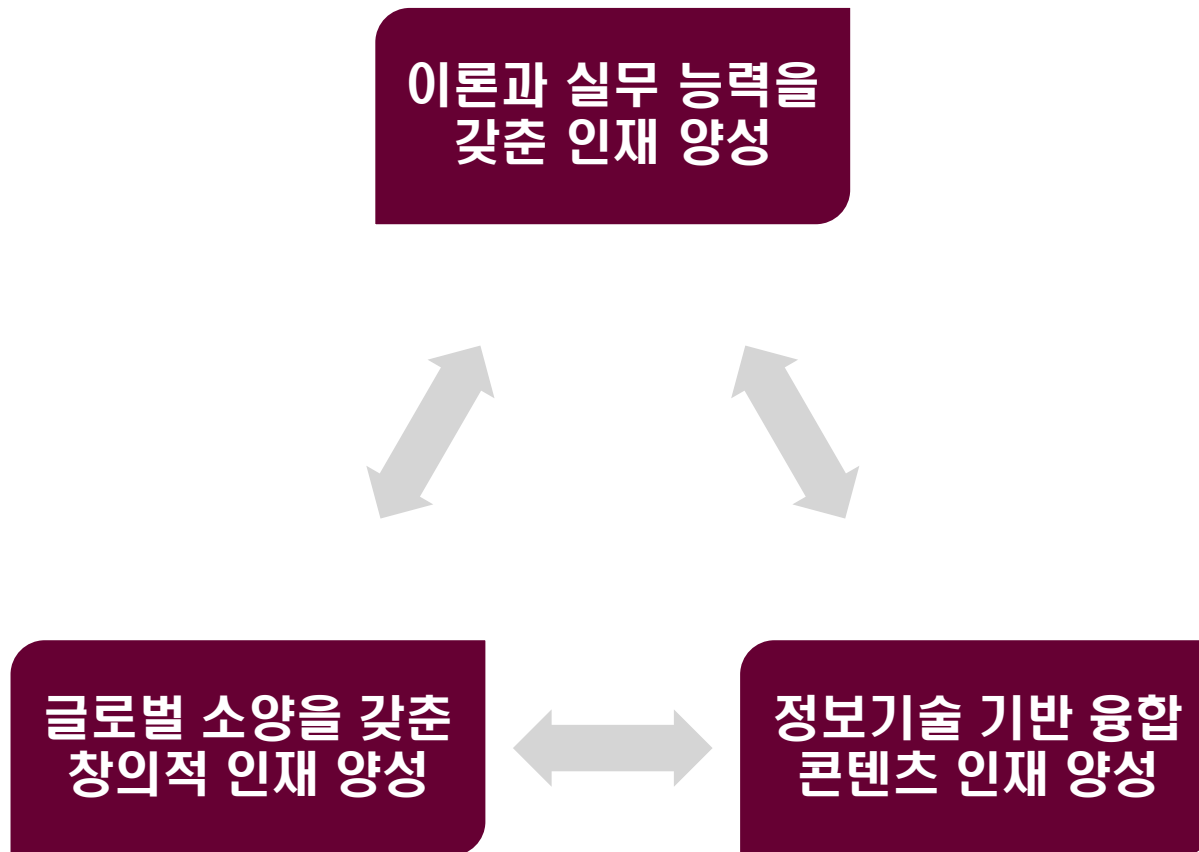 이론과 실무 능력을
갖춘 인재 양성
글로벌 소양을 갖춘
창의적 인재 양성
정보기술 기반 융합
콘텐츠 인재 양성